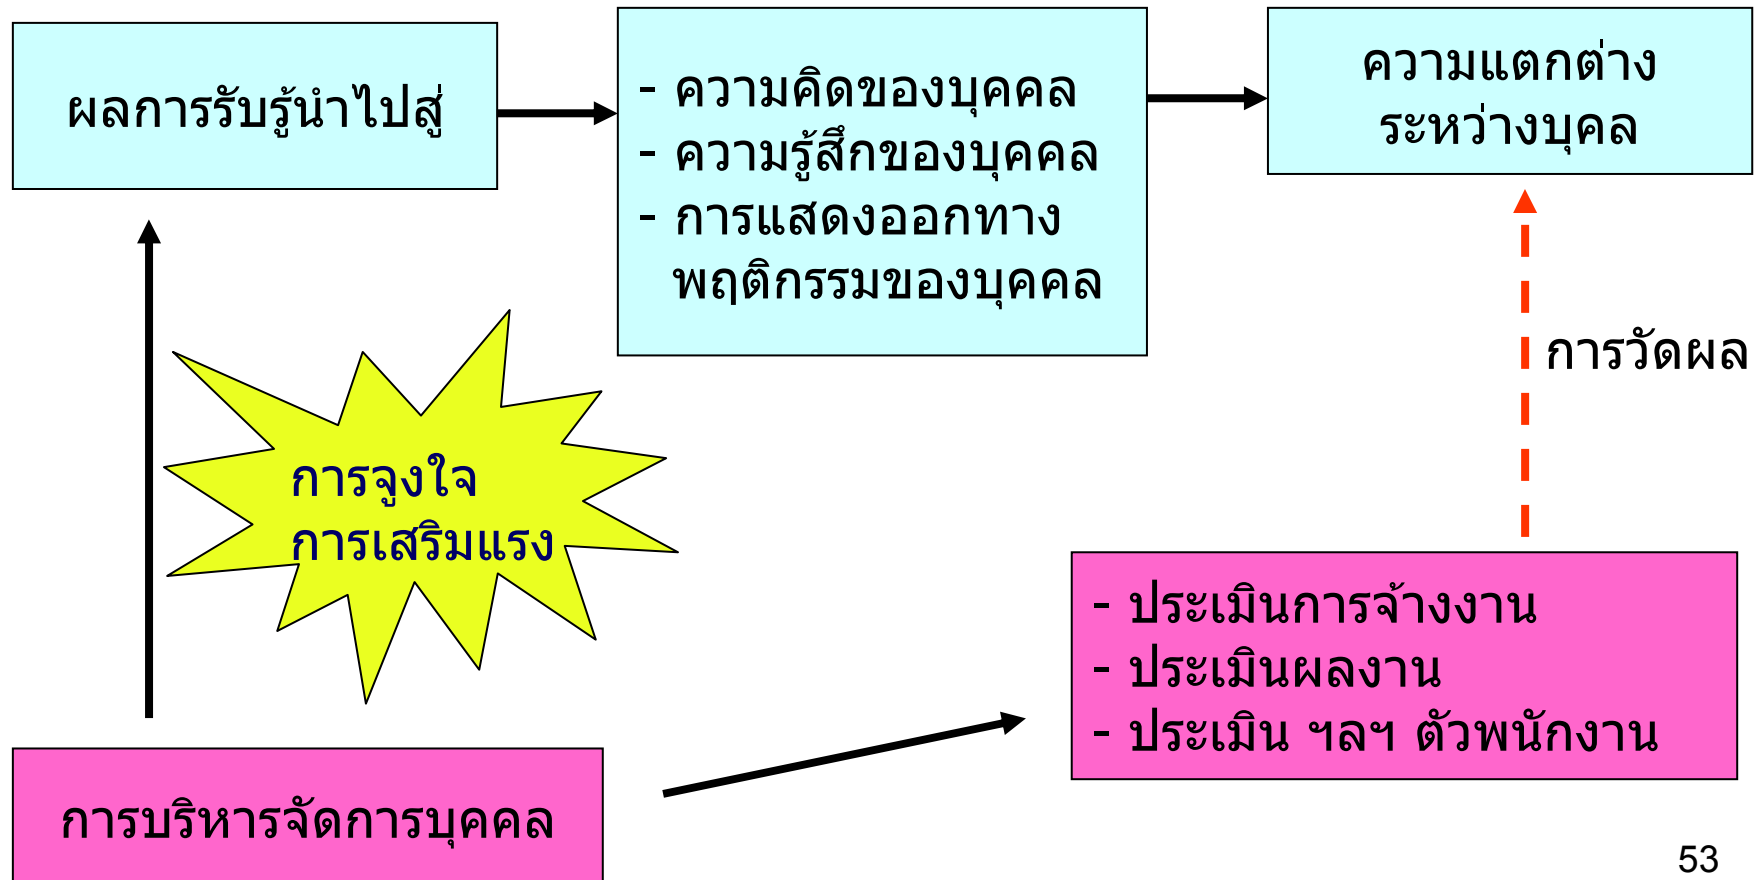 ผลการรับรู้นำไปสู่
- ความคิดของบุคคล
- ความรู้สึกของบุคคล
- การแสดงออกทาง
พฤติกรรมของบุคคล
ความแตกต่าง
ระหว่างบุคล
การวัดผล
การจูงใจ
การเสริมแรง
- ประเมินการจ้างงาน
- ประเมินผลงาน
- ประเมิน ฯลฯ ตัวพนักงาน
การบริหารจัดการบุคคล
53